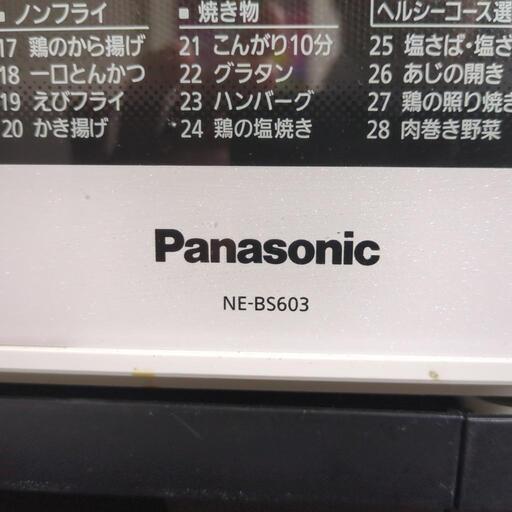 ■ ノンフライ
17 鶏のから揚げ
18 一口とんかつ
19 えびフライ
20 かき揚げ
■ 焼き物
21 こんがり10分
22 グラタン
23 ハンバーグ
24 鶏の塩焼き
ヘルシーコース選
25 塩さば・塩ざ
26 あじの開き
27 鶏の照り焼き
28 肉巻き野菜
Panasonic
NE-BS603